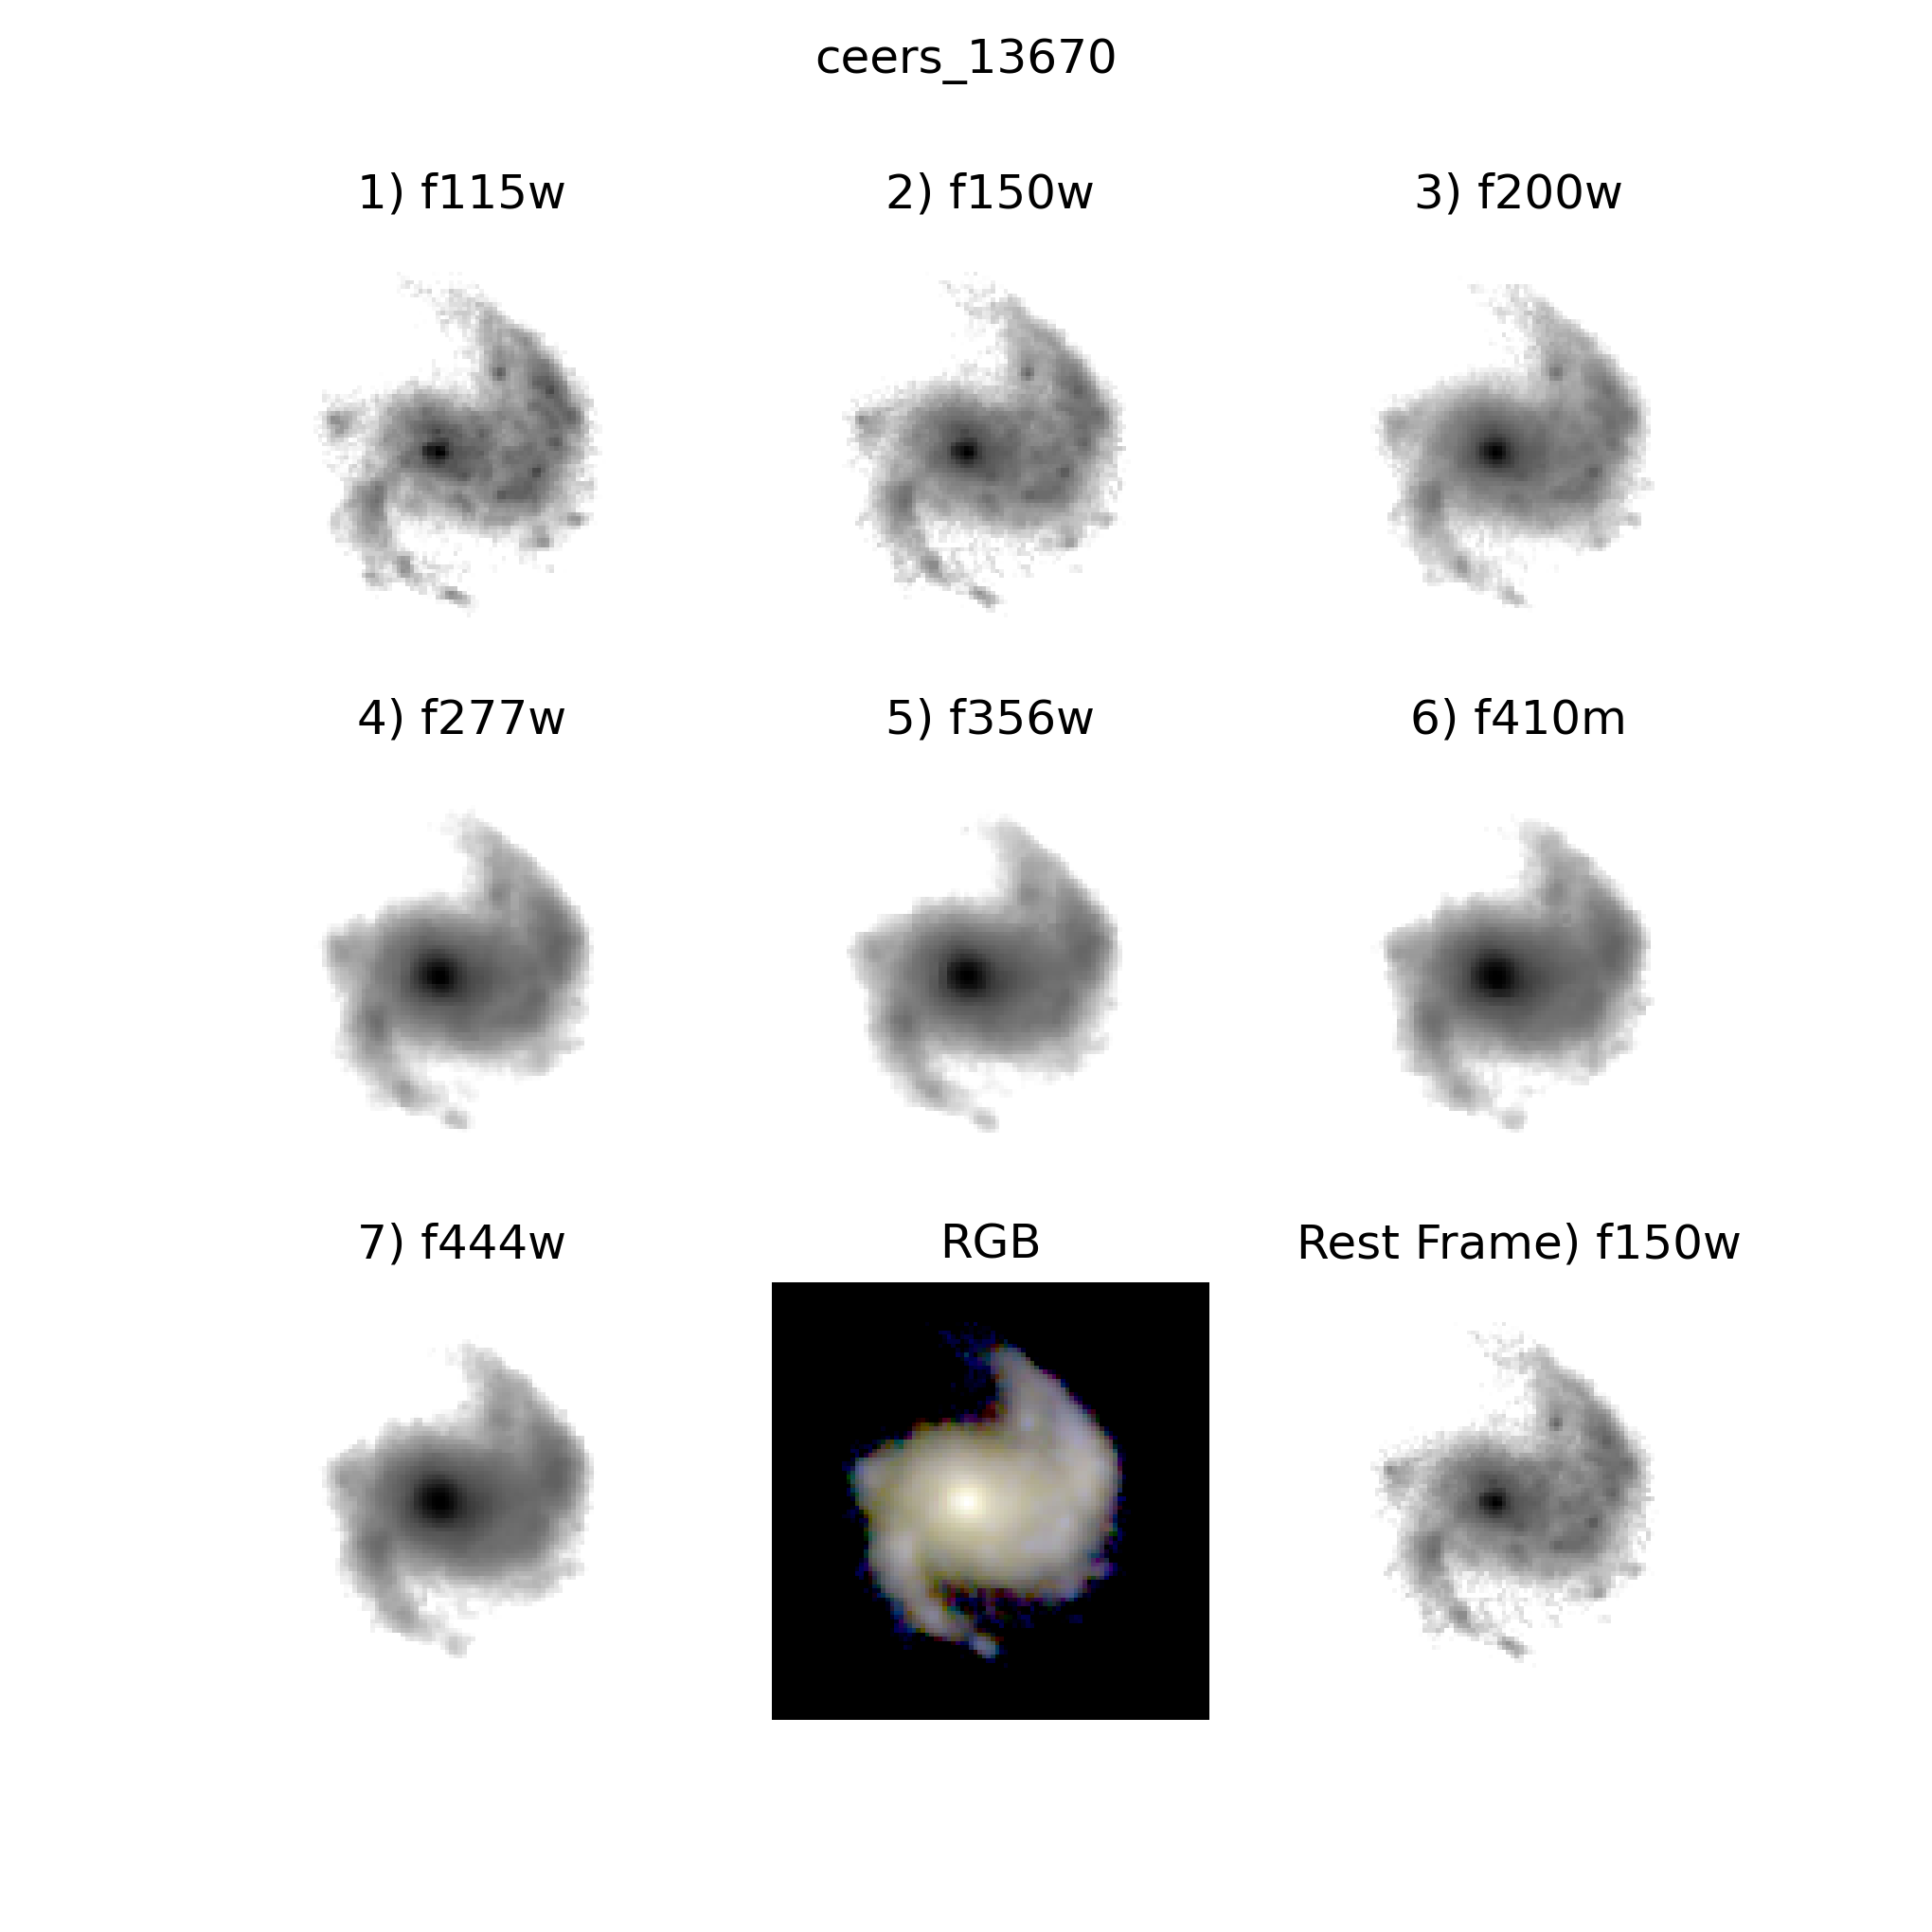 ceers_13670
1) f115w
2) f150w
3) f200w
4) f277w
5) f356w
6) f410m
7) f444w
RGB
Rest Frame) f150w